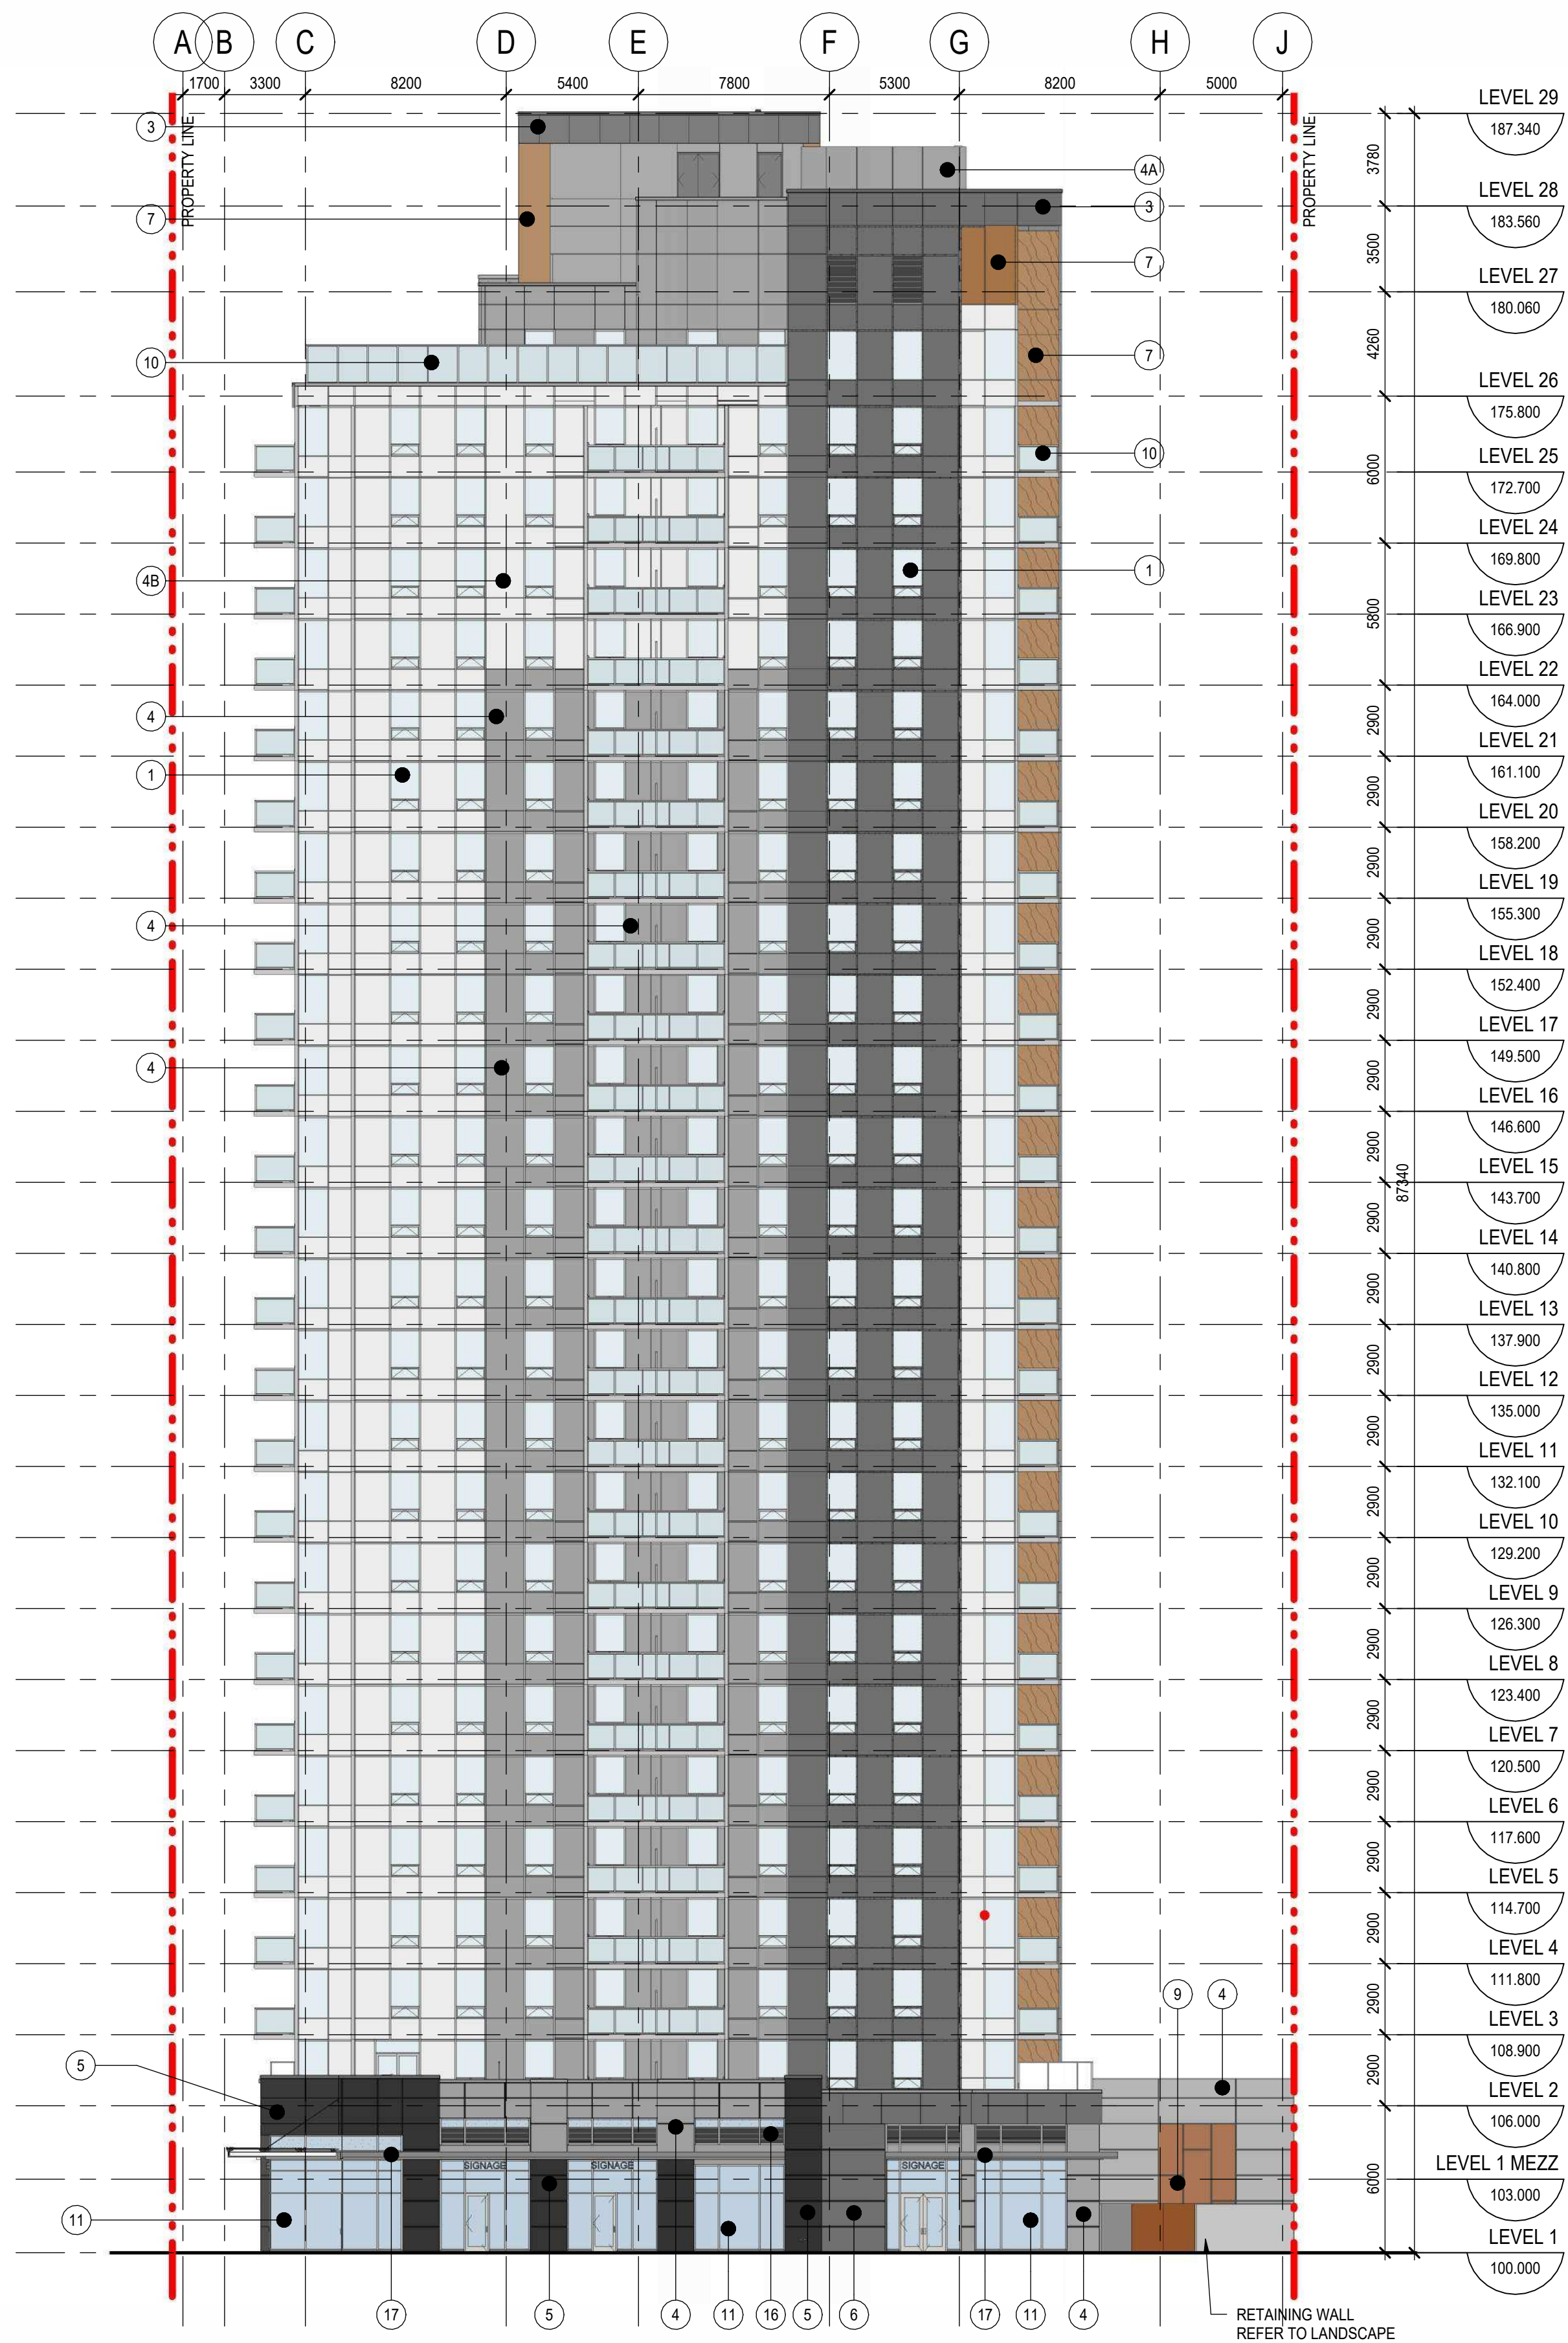 A B C D E F G H J
1700 3300 8200 5400 7800 5300 8200 5000
PROPERTY LINE
PROPERTY LINE
3
7
10
4B
4
1
4
4
5
11
4A
3
7
7
10
1
9
4
LEVEL 29
187.340
3780
LEVEL 28
183.560
3500
LEVEL 27
180.060
4260
LEVEL 26
175.800
LEVEL 25
6000
172.700
LEVEL 24
169.800
LEVEL 23
5800
166.900
LEVEL 22
164.000
2900
LEVEL 21
161.100
2900
LEVEL 20
158.200
2900
LEVEL 19
155.300
2900
LEVEL 18
152.400
2900
LEVEL 17
149.500
2900
LEVEL 16
146.600
2900
LEVEL 15
87340
143.700
2900
LEVEL 14
140.800
2900
LEVEL 13
137.900
2900
LEVEL 12
135.000
2900
LEVEL 11
132.100
2900
LEVEL 10
129.200
2900
LEVEL 9
126.300
2900
LEVEL 8
123.400
2900
LEVEL 7
120.500
2900
LEVEL 6
117.600
2900
LEVEL 5
114.700
2900
LEVEL 4
111.800
2900
LEVEL 3
108.900
2900
LEVEL 2
106.000
LEVEL 1 MEZZ
6000
103.000
LEVEL 1
100.000
SIGNAGE SIGNAGE SIGNAGE
17 5 4 11 16 5 6 17 11 4
RETAINING WALL
REFER TO LANDSCAPE